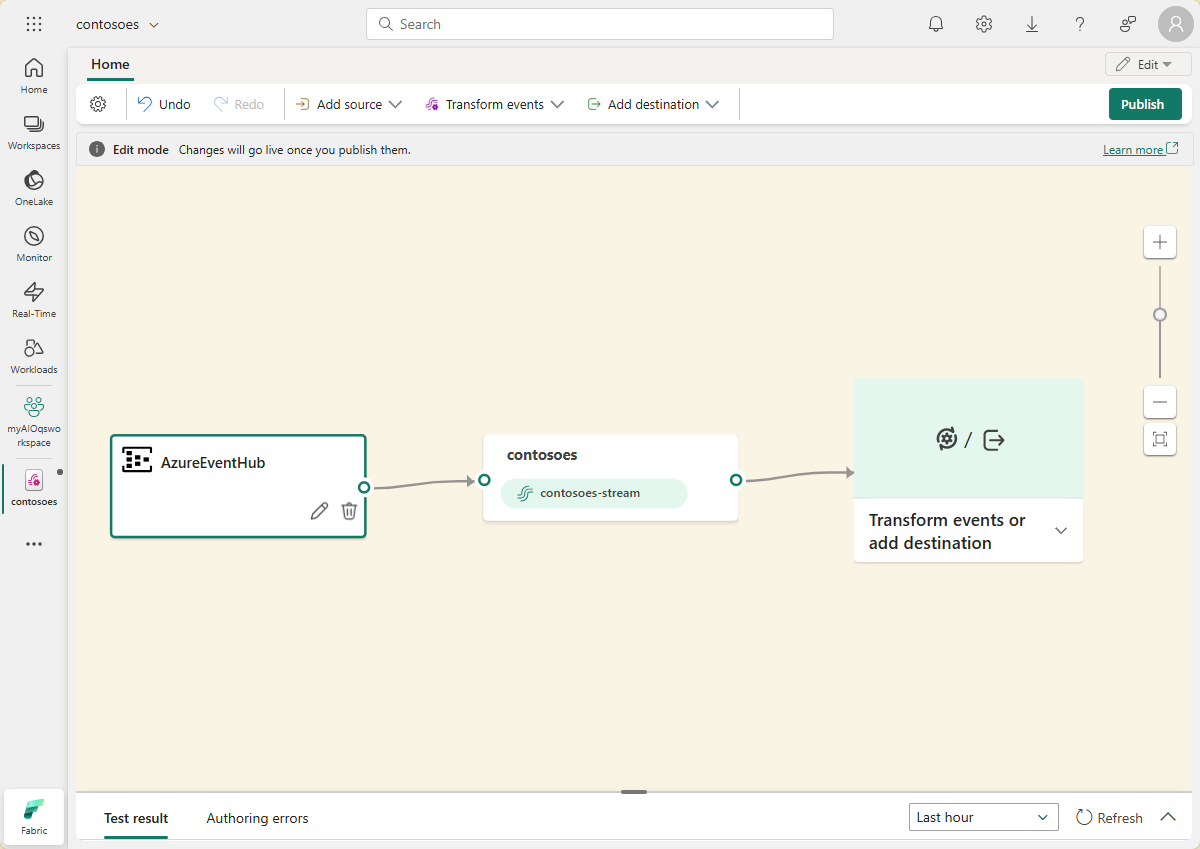 contosoes
Search
Home
Edit
Undo
Redo
Add source
Transform events
Add destination
Publish
Edit mode Changes will go live once you publish them.
Learn more
Home
Workspaces
OneLake
Monitor
Real-Time
Workloads
myAIOqswo
rkspace
contosoes
Fabric
AzureEventHub
contosoes
contosoes-stream
/
Transform events or
add destination
Test result
Authoring errors
Last hour
Refresh